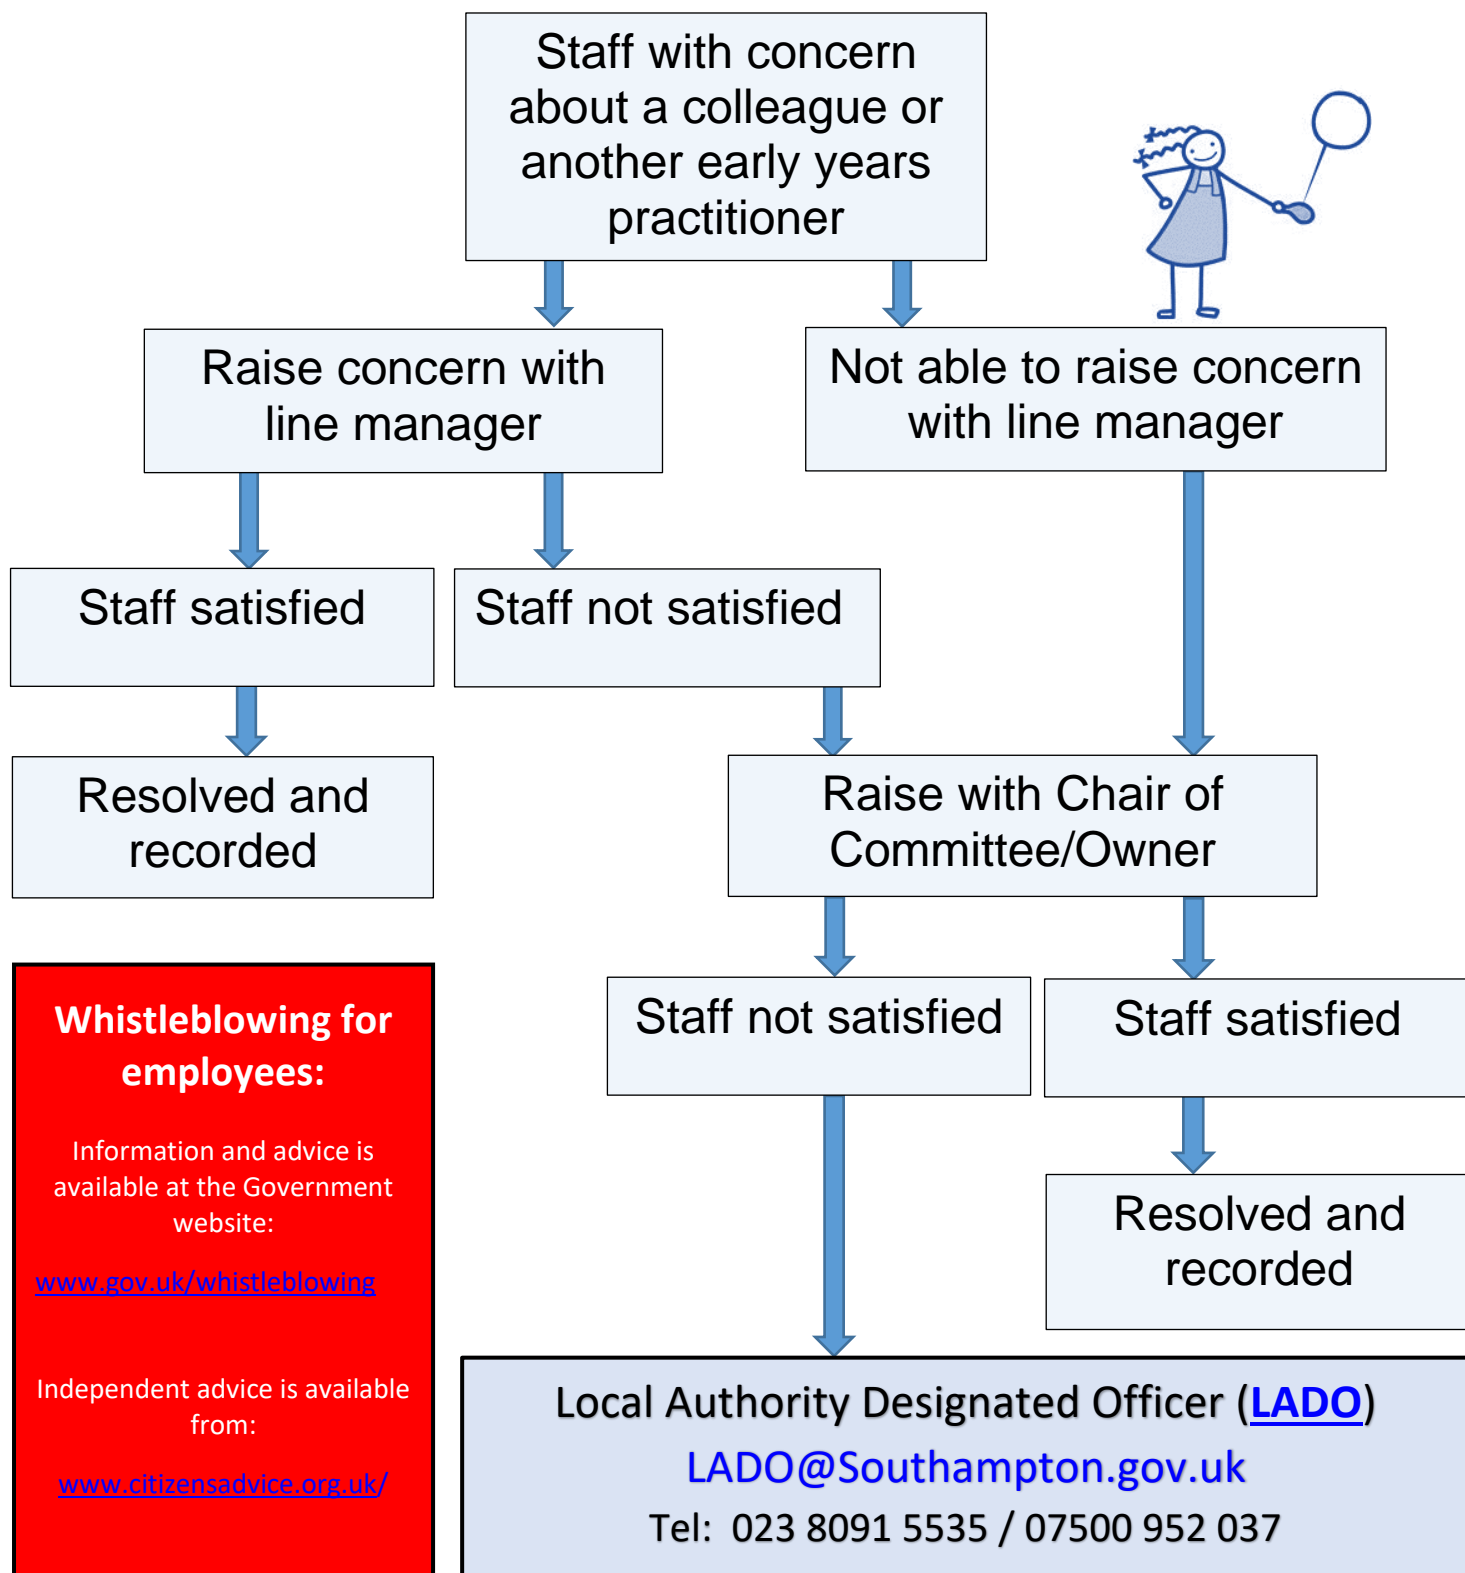 Staff with concern
about a colleague or
another early years
practitioner
Raise concern with
line manager
Not able to raise concern
with line manager
Staff satisfied
Staff not satisfied
Resolved and
recorded
Raise with Chair of
Committee/Owner
Staff not satisfied
Staff satisfied
Resolved and
recorded
Whistleblowing for
employees:
Information and advice is
available at the Government
website:
www.gov.uk/whistleblowing
Independent advice is available
from:
www.citizensadvice.org.uk/
Local Authority Designated Officer (LADO)
LADO@Southampton.gov.uk
Tel:  023 8091 5535 / 07500 952 037